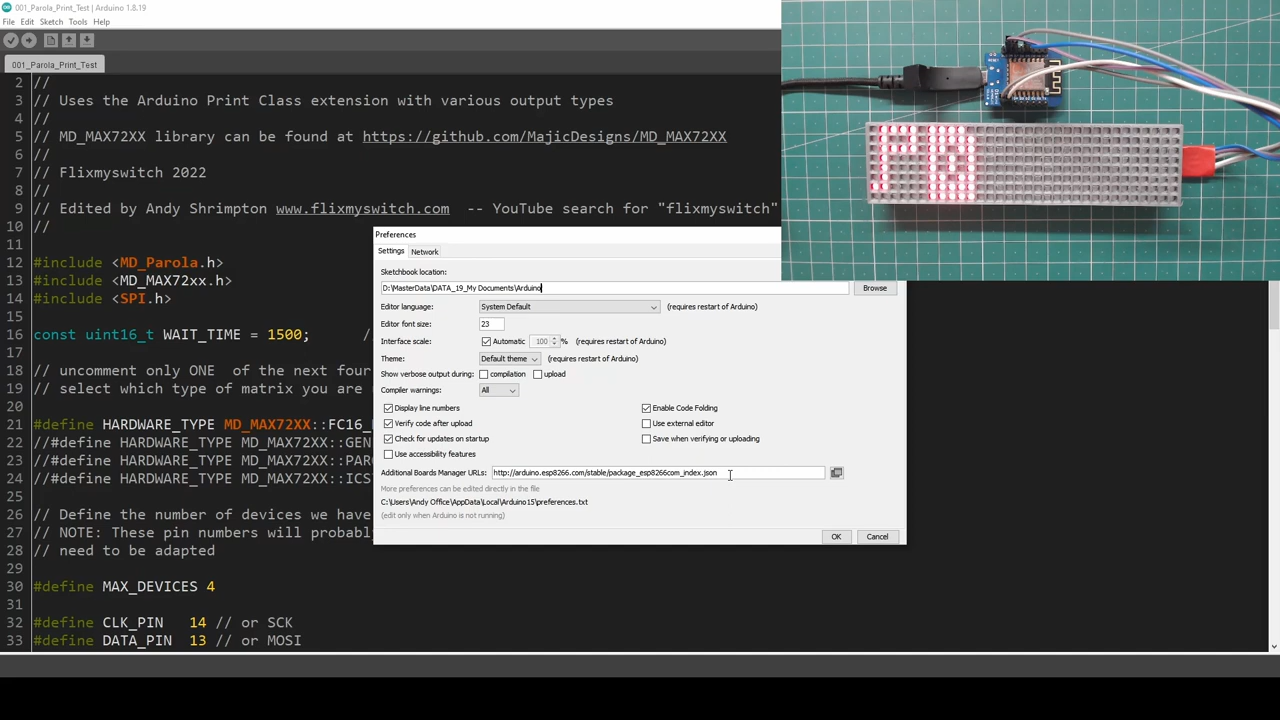 001_Parola_Print_Test | Arduino 1.8.19
File Edit Sketch Tools Help
001_Parola_Print_Test
2 //
3 // Uses the Arduino Print Class extension with various output types
4 //
5 // MD_MAX72XX library can be found at https://github.com/MajicDesigns/MD_MAX72XX
6 //
7 // Flixmyswitch 2022
8 //
9 // Edited by Andy Shrimpton www.flixmyswitch.com -- YouTube search for "flixmyswitch"
10 //
11
12 #include <MD_Parola.h>
13 #include <MD_MAX72xx.h>
14 #include <SPI.h>
15
16 const uint16_t WAIT_TIME = 1500; /
17
18 // uncomment only ONE of the next four
19 // select which type of matrix you are
20
21 #define HARDWARE_TYPE MD_MAX72XX::FC16_
22 //#define HARDWARE_TYPE MD_MAX72XX::GEN
23 //#define HARDWARE_TYPE MD_MAX72XX::PAR
24 //#define HARDWARE_TYPE MD_MAX72XX::ICS
25
26 // Define the number of devices we have
27 // NOTE: These pin numbers will probabl
28 // need to be adapted
29
30 #define MAX_DEVICES 4
31
32 #define CLK_PIN 14 // or SCK
33 #define DATA_PIN 13 // or MOSI
Preferences
Settings Network
Sketchbook location:
D:\MasterData\DATA_19_My Documents\Arduino
Browse
Editor language: System Default (requires restart of Arduino)
Editor font size: 23
Interface scale: Automatic 100 % (requires restart of Arduino)
Theme: Default theme (requires restart of Arduino)
Show verbose output during: compilation upload
Compiler warnings: All
Display line numbers Enable Code Folding
Verify code after upload Use external editor
Check for updates on startup Save when verifying or uploading
Use accessibility features
Additional Boards Manager URLs: http://arduino.esp8266.com/stable/package_esp8266com_index.json
More preferences can be edited directly in the file
C:\Users\Andy Office\AppData\Local\Arduino15\preferences.txt
(edit only when Arduino is not running)
OK Cancel